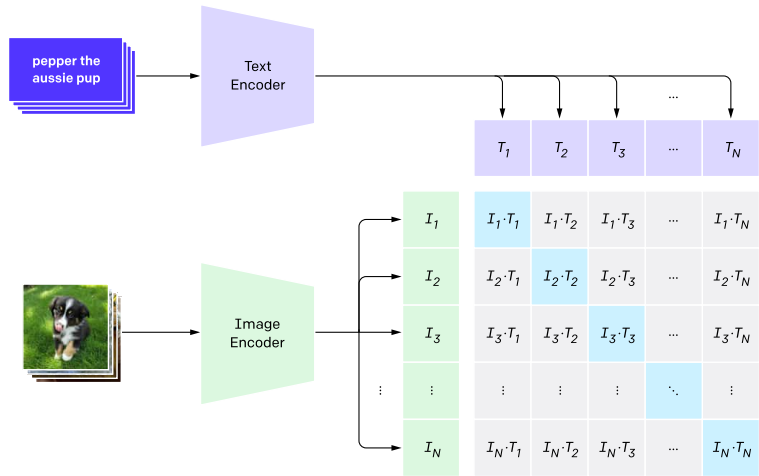 pepper the
aussie pup
Text
Encoder
...
T1 T2 T3 ... TN
I1 I1·T1 I1·T2 I1·T3 ... I1·TN
I2 I2·T1 I2·T2 I2·T3 ... I2·TN
Image
Encoder
I3 I3·T1 I3·T2 I3·T3 ... I3·TN
⋮ ⋮ ⋮ ⋮ ⋮ ⋱ ⋮
IN IN·T1 IN·T2 IN·T3 ... IN·TN